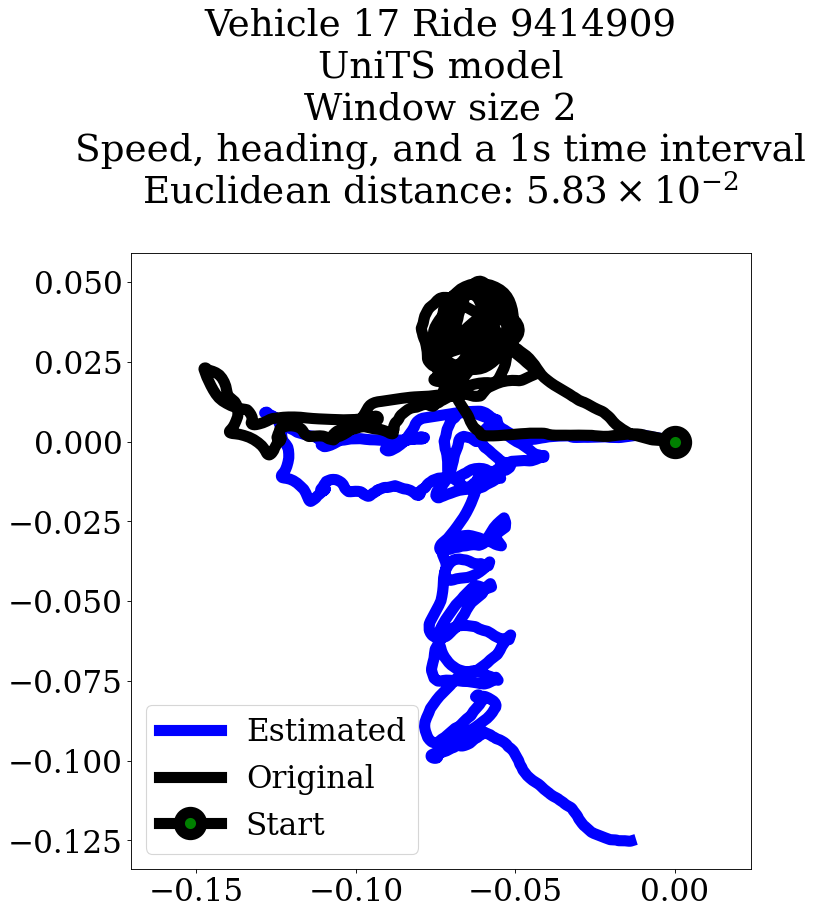 Vehicle 17 Ride 9414909
UniTS model
Window size 2
Speed, heading, and a 1s time interval
Euclidean distance: 5.83 × 10⁻²
0.050
0.025
0.000
−0.025
−0.050
−0.075
−0.100
−0.125
Estimated
Original
Start
−0.15 −0.10 −0.05 0.00